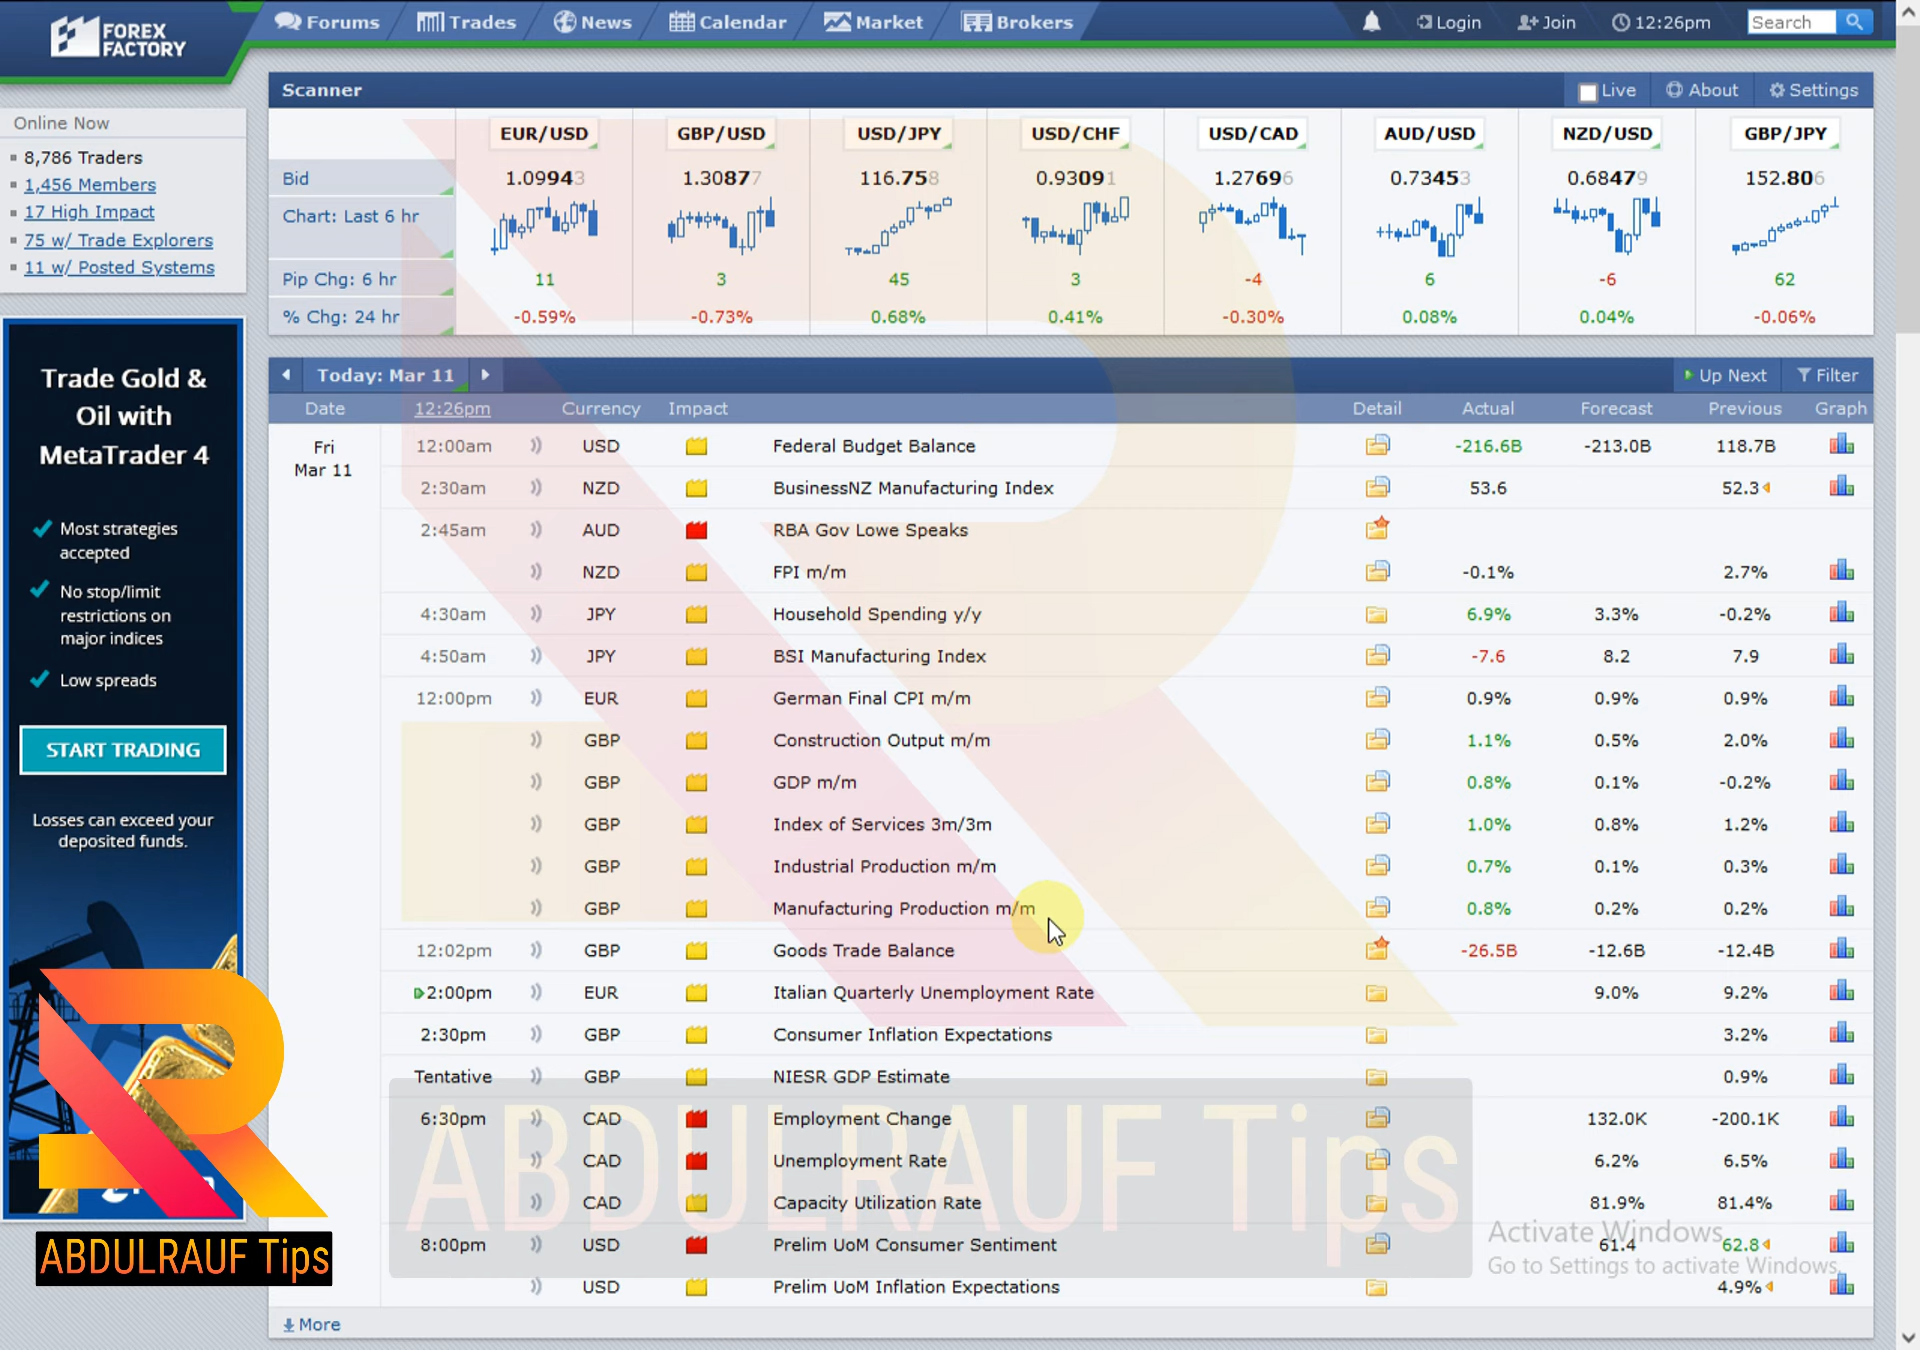 FOREX FACTORY
Forums Trades News Calendar Market Brokers Login Join 12:26pm Search
Online Now
8,786 Traders
1,456 Members
17 High Impact
75 w/ Trade Explorers
11 w/ Posted Systems
Trade Gold &
Oil with
MetaTrader 4
Most strategies
accepted
No stop/limit
restrictions on
major indices
Low spreads
START TRADING
Losses can exceed your
deposited funds.
ABDULRAUF Tips
Scanner Live About Settings
EUR/USD GBP/USD USD/JPY USD/CHF USD/CAD AUD/USD NZD/USD GBP/JPY
Bid 1.09943 1.30877 116.758 0.93091 1.27696 0.73453 0.68479 152.806
Chart: Last 6 hr
Pip Chg: 6 hr 11 3 45 3 -4 6 -6 62
% Chg: 24 hr -0.59% -0.73% 0.68% 0.41% -0.30% 0.08% 0.04% -0.06%
Today: Mar 11 Up Next Filter
Date 12:26pm Currency Impact Detail Actual Forecast Previous Graph
Fri
Mar 11
12:00am USD Federal Budget Balance -216.6B -213.0B 118.7B
2:30am NZD BusinessNZ Manufacturing Index 53.6 52.3
2:45am AUD RBA Gov Lowe Speaks
NZD FPI m/m -0.1% 2.7%
4:30am JPY Household Spending y/y 6.9% 3.3% -0.2%
4:50am JPY BSI Manufacturing Index -7.6 8.2 7.9
12:00pm EUR German Final CPI m/m 0.9% 0.9% 0.9%
GBP Construction Output m/m 1.1% 0.5% 2.0%
GBP GDP m/m 0.8% 0.1% -0.2%
GBP Index of Services 3m/3m 1.0% 0.8% 1.2%
GBP Industrial Production m/m 0.7% 0.1% 0.3%
GBP Manufacturing Production m/m 0.8% 0.2% 0.2%
12:02pm GBP Goods Trade Balance -26.5B -12.6B -12.4B
2:00pm EUR Italian Quarterly Unemployment Rate 9.0% 9.2%
2:30pm GBP Consumer Inflation Expectations 3.2%
Tentative GBP NIESR GDP Estimate 0.9%
6:30pm CAD Employment Change 132.0K -200.1K
CAD Unemployment Rate 6.2% 6.5%
CAD Capacity Utilization Rate 81.9% 81.4%
8:00pm USD Prelim UoM Consumer Sentiment 61.4 62.8
USD Prelim UoM Inflation Expectations 4.9%
More
ABDULRAUF Tips
Activate Windows
Go to Settings to activate Windows.